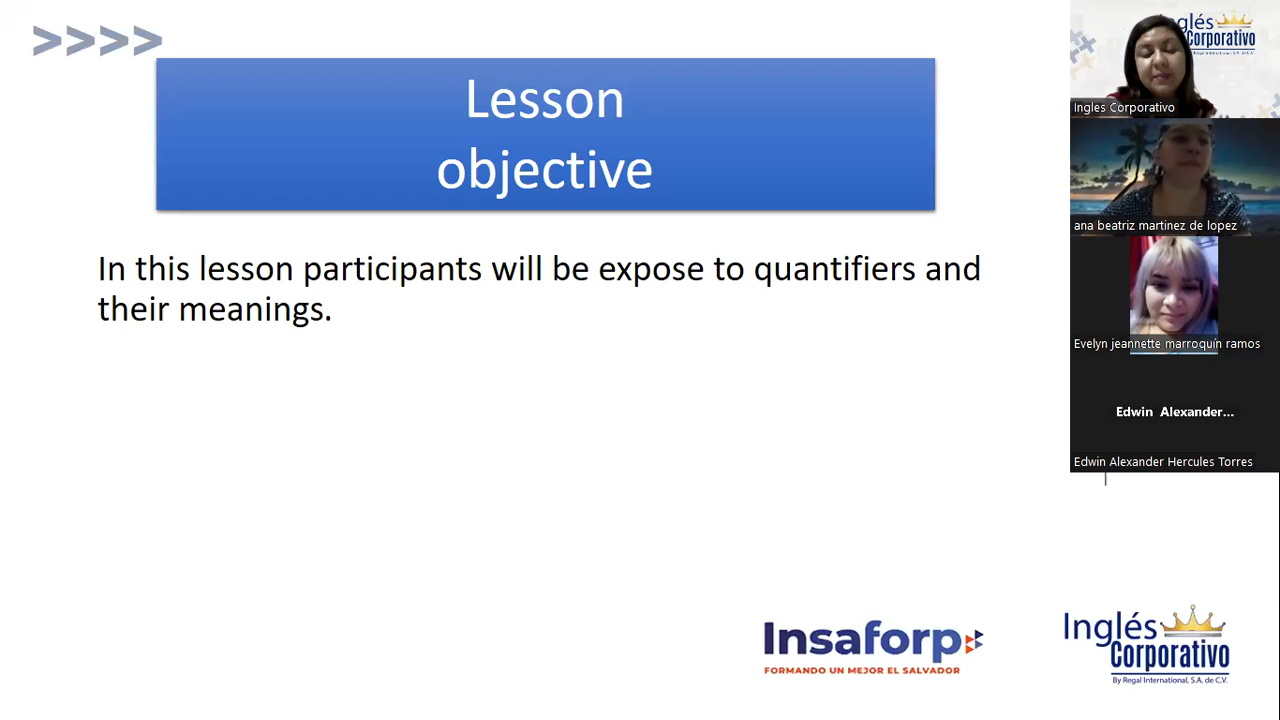 >>>>
Lesson
objective
In this lesson participants will be expose to quantifiers and
their meanings.
Insaforp
FORMANDO UN MEJOR EL SALVADOR
Inglés
Corporativo
By Regal International, S.A. de C.V.
Inglés
Corporativo
Ingles Corporativo
ana beatriz martinez de lopez
Evelyn jeannette marroquín ramos
Edwin Alexander...
Edwin Alexander Hercules Torres